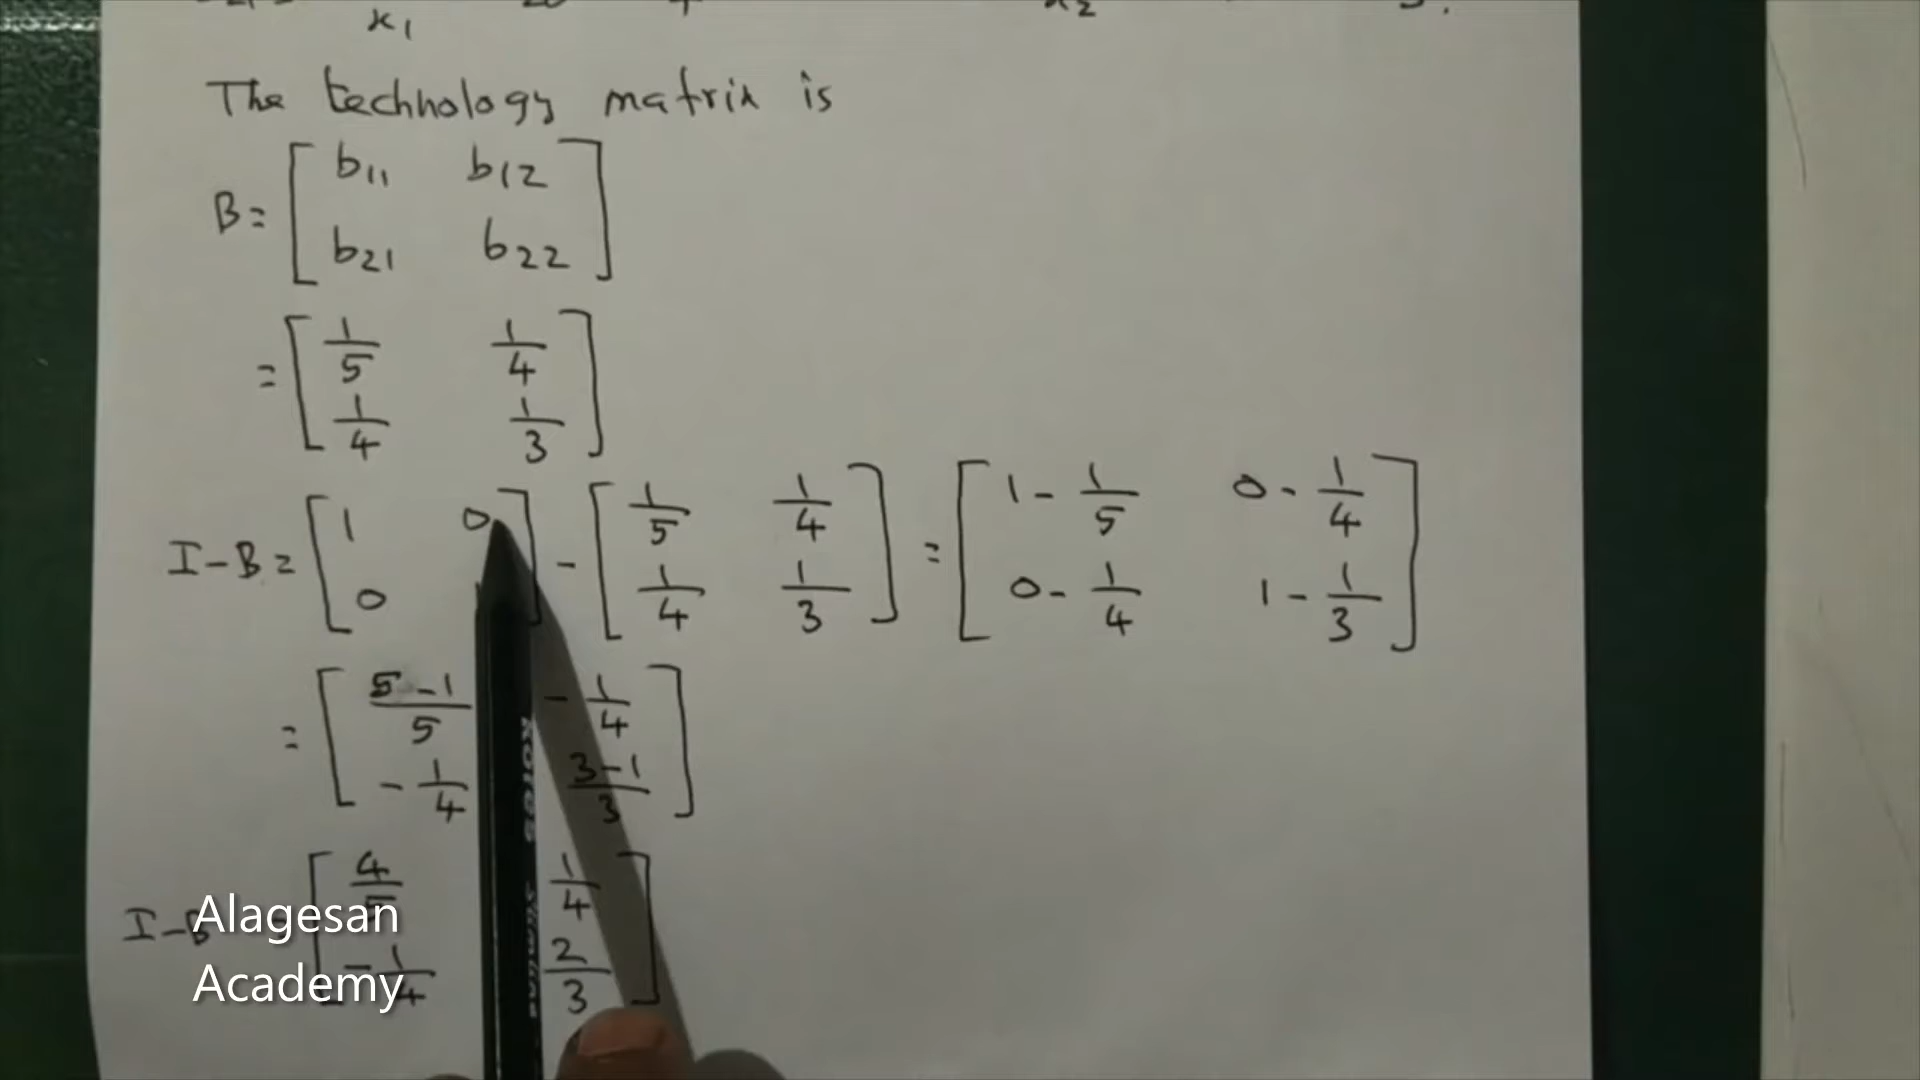 x₁ x₂
The technology matrix is
B = [ b₁₁ b₁₂
b₂₁ b₂₂ ]
= [ 1/5 1/4
1/4 1/3 ]
I-B = [ 1 0
0 ] - [ 1/5 1/4
1/4 1/3 ] = [ 1 - 1/5 0 - 1/4
0 - 1/4 1 - 1/3 ]
= [ 5-1/5 - 1/4
- 1/4 3-1/3 ]
I-B [ 4/5 1/4
- 1/4 2/3 ]
Alagesan
Academy